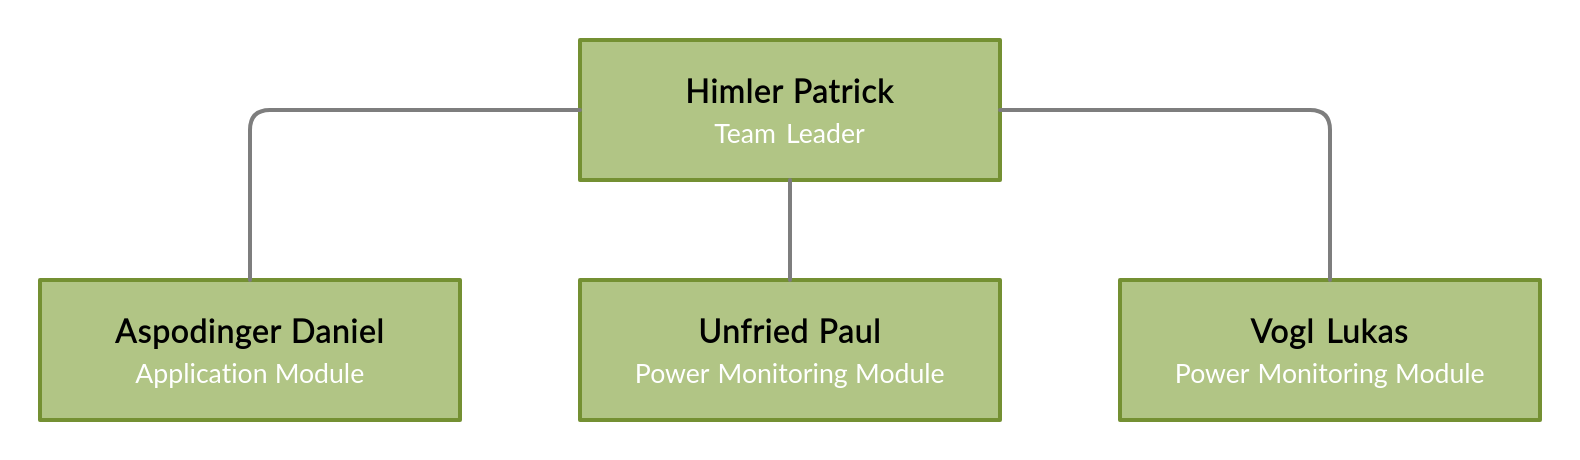 Himler Patrick
Team Leader
Aspodinger Daniel
Application Module
Unfried Paul
Power Monitoring Module
Vogl Lukas
Power Monitoring Module